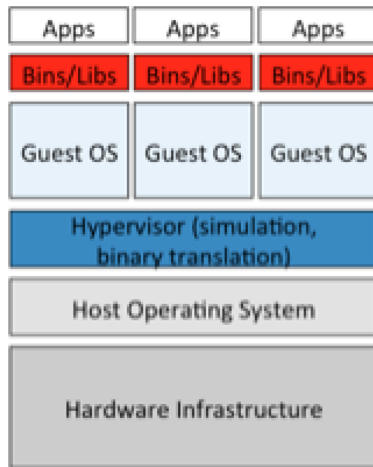 Apps Apps Apps
Bins/Libs Bins/Libs Bins/Libs
Guest OS Guest OS Guest OS
Hypervisor (simulation,
binary translation)
Host Operating System
Hardware Infrastructure